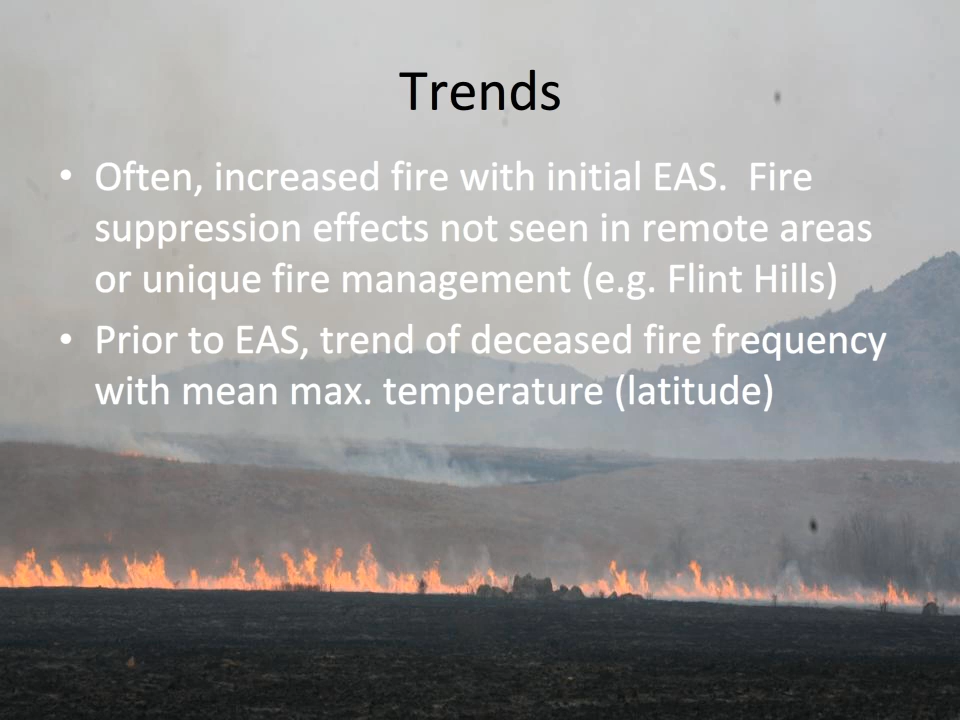 Trends
• Often, increased fire with initial EAS.  Fire
suppression effects not seen in remote areas
or unique fire management (e.g. Flint Hills)
• Prior to EAS, trend of deceased fire frequency
with mean max. temperature (latitude)